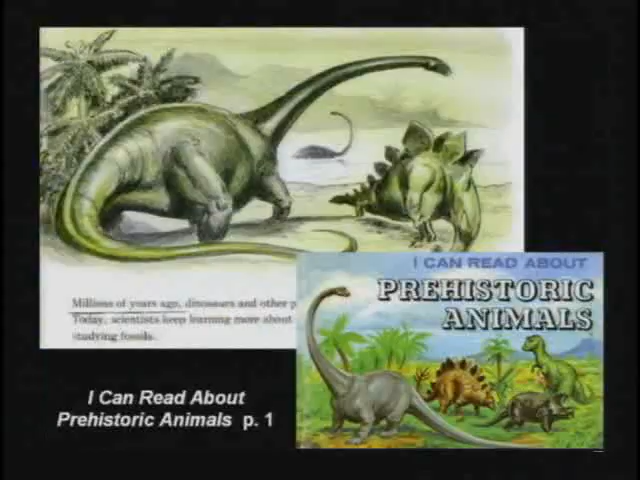 Millions of years ago, dinosaurs and other p
Today, scientists keep learning more about
studying fossils.
I CAN READ ABOUT
PREHISTORIC
ANIMALS
I Can Read About
Prehistoric Animals p. 1